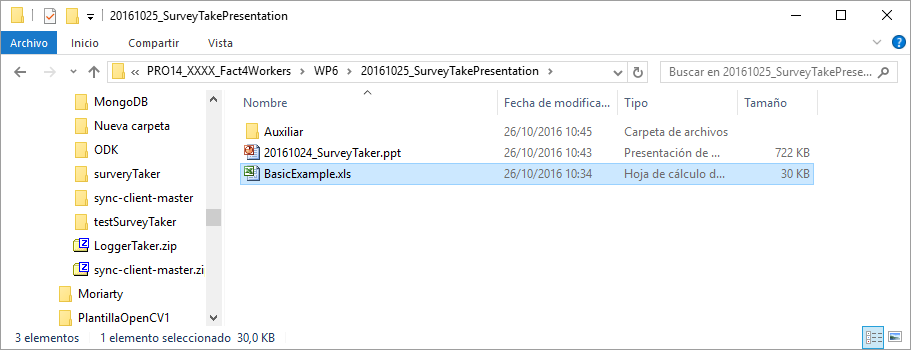 20161025_SurveyTakePresentation
Archivo Inicio Compartir Vista
« PRO14_XXXX_Fact4Workers > WP6 > 20161025_SurveyTakePresentation > Buscar en 20161025_SurveyTakePrese...
MongoDB
Nueva carpeta
ODK
surveryTaker
sync-client-master
testSurveyTaker
LoggerTaker.zip
sync-client-master.zi
Moriarty
PlantillaOpenCV1
Nombre Fecha de modifica... Tipo Tamaño
Auxiliar 26/10/2016 10:45 Carpeta de archivos
20161024_SurveyTaker.ppt 26/10/2016 10:43 Presentación de ... 722 KB
BasicExample.xls 26/10/2016 10:34 Hoja de cálculo d... 30 KB
3 elementos 1 elemento seleccionado 30,0 KB